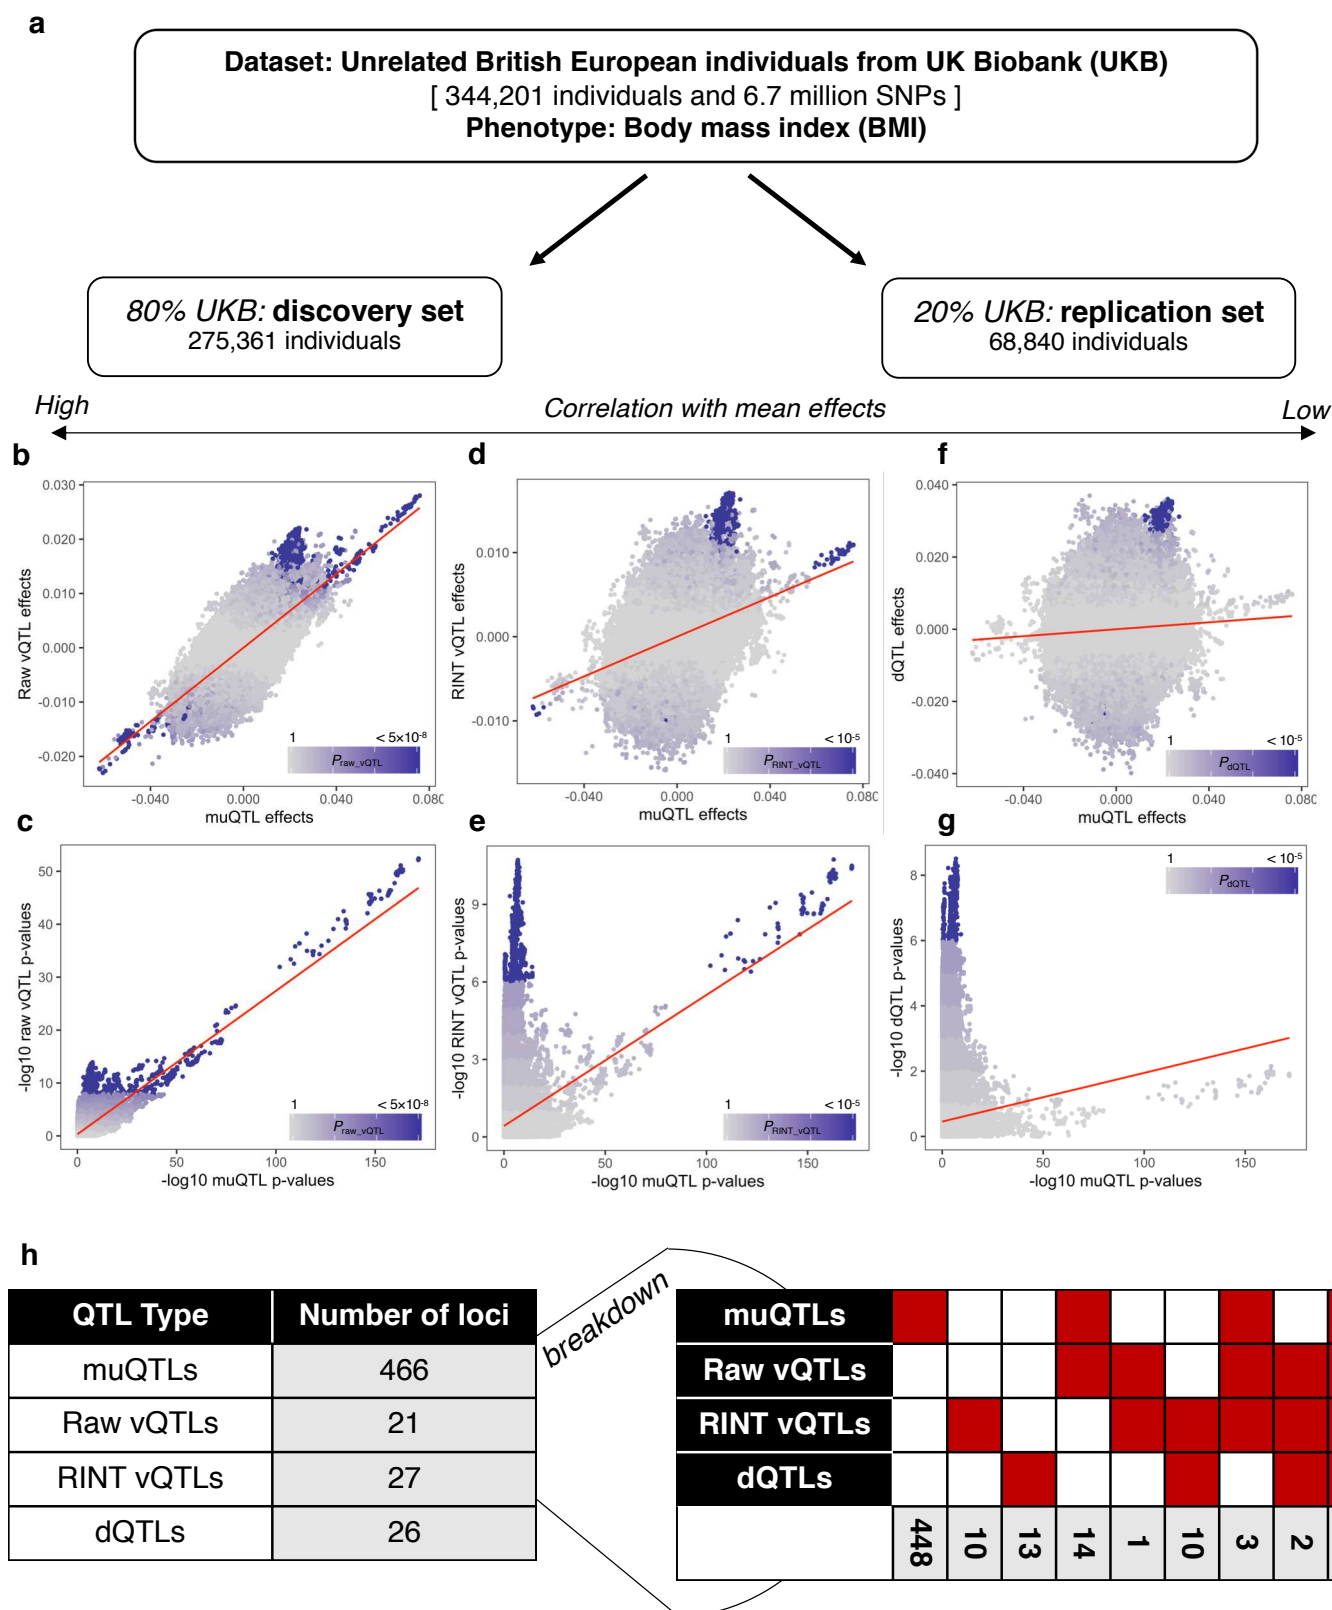 a
Dataset: Unrelated British European individuals from UK Biobank (UKB)
[ 344,201 individuals and 6.7 million SNPs ]
Phenotype: Body mass index (BMI)
80% UKB: discovery set
275,361 individuals
20% UKB: replication set
68,840 individuals
High
Correlation with mean effects
Low
b
Raw vQTL effects
0.030
0.020
0.010
0.000
-0.010
-0.020
1
< 5×10⁻⁸
P raw_vQTL
-0.040
0.000
0.040
0.080
muQTL effects
d
RINT vQTL effects
0.010
0.000
-0.010
1
< 10⁻⁵
P RINT_vQTL
-0.040
0.000
0.040
0.080
muQTL effects
f
dQTL effects
0.040
0.020
0.000
-0.020
-0.040
1
< 10⁻⁵
P dQTL
-0.040
0.000
0.040
0.080
muQTL effects
c
-log10 raw vQTL p-values
50
40
30
20
10
0
1
< 5×10⁻⁸
P raw_vQTL
0
50
100
150
-log10 muQTL p-values
e
-log10 RINT vQTL p-values
9
6
3
0
1
< 10⁻⁵
P RINT_vQTL
0
50
100
150
-log10 muQTL p-values
g
-log10 dQTL p-values
8
6
4
2
0
1
< 10⁻⁵
P dQTL
0
50
100
150
-log10 muQTL p-values
h
QTL Type Number of loci
muQTLs 466
Raw vQTLs 21
RINT vQTLs 27
dQTLs 26
breakdown
muQTLs
Raw vQTLs
RINT vQTLs
dQTLs
448 10 13 14 1 10 3 2